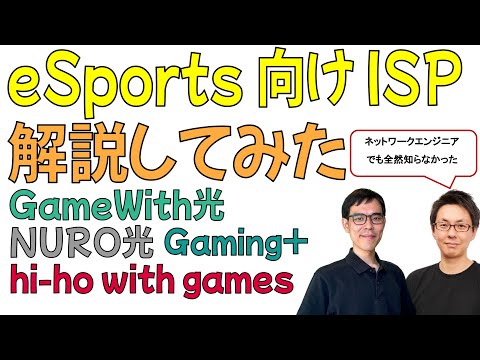 eSports 向け ISP
解説してみた
ネットワークエンジニア
でも全然知らなかった
GameWith光
NURO光 Gaming+
hi-ho with games